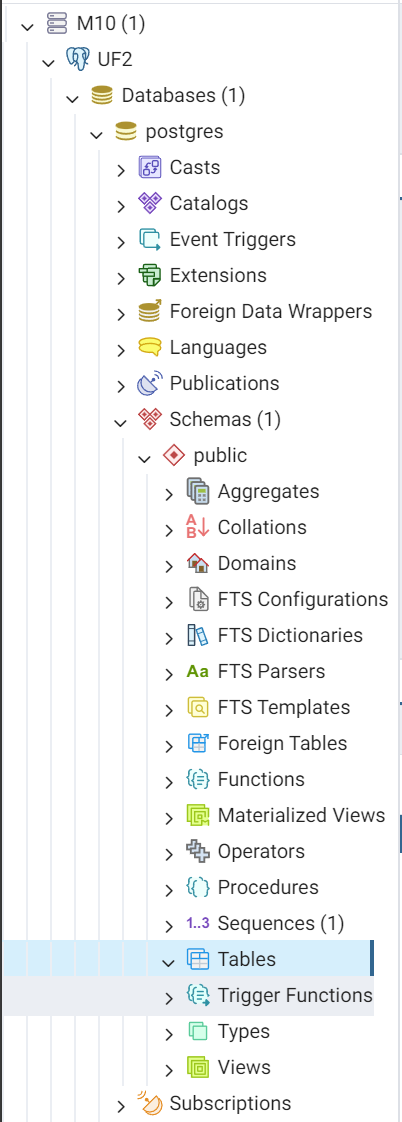 M10 (1)
UF2
Databases (1)
postgres
Casts
Catalogs
Event Triggers
Extensions
Foreign Data Wrappers
Languages
Publications
Schemas (1)
public
Aggregates
A
B
Collations
Domains
FTS Configurations
FTS Dictionaries
Aa FTS Parsers
FTS Templates
Foreign Tables
Functions
Materialized Views
Operators
Procedures
1..3 Sequences (1)
Tables
Trigger Functions
Types
Views
Subscriptions